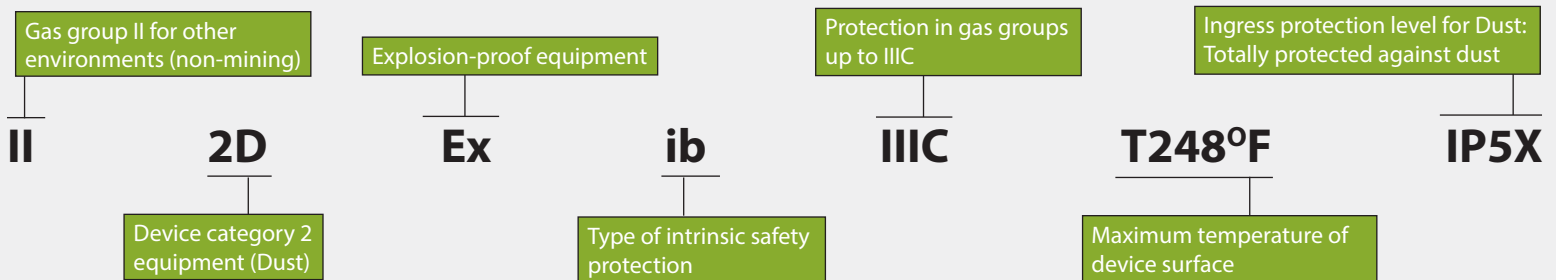 Gas group II for other
environments (non-mining)
Explosion-proof equipment
Protection in gas groups
up to IIIC
Ingress protection level for Dust:
Totally protected against dust
II 2D Ex ib IIIC T248⁰F IP5X
Device category 2
equipment (Dust)
Type of intrinsic safety
protection
Maximum temperature of
device surface